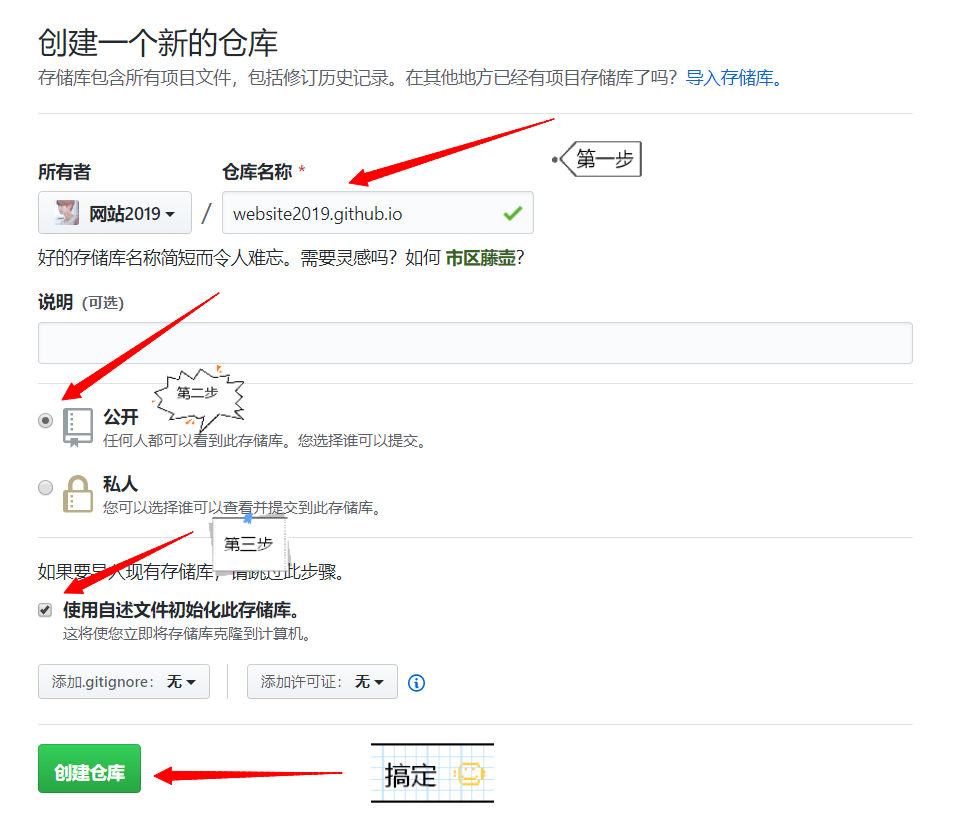 创建一个新的仓库
存储库包含所有项目文件，包括修订历史记录。在其他地方已经有项目存储库了吗？导入存储库。
第一步
所有者 仓库名称 *
网站2019 / website2019.github.io
好的存储库名称简短而令人难忘。需要灵感吗？如何 市区藤壶?
说明 (可选)
第二步
公开
任何人都可以看到此存储库。您选择谁可以提交。
私人
您可以选择谁可以查看并提交到此存储库。
第三步
如果要导入现有存储库，请跳过此步骤。
使用自述文件初始化此存储库。
这将使您立即将存储库克隆到计算机。
添加.gitignore： 无 添加许可证： 无
创建仓库
搞定